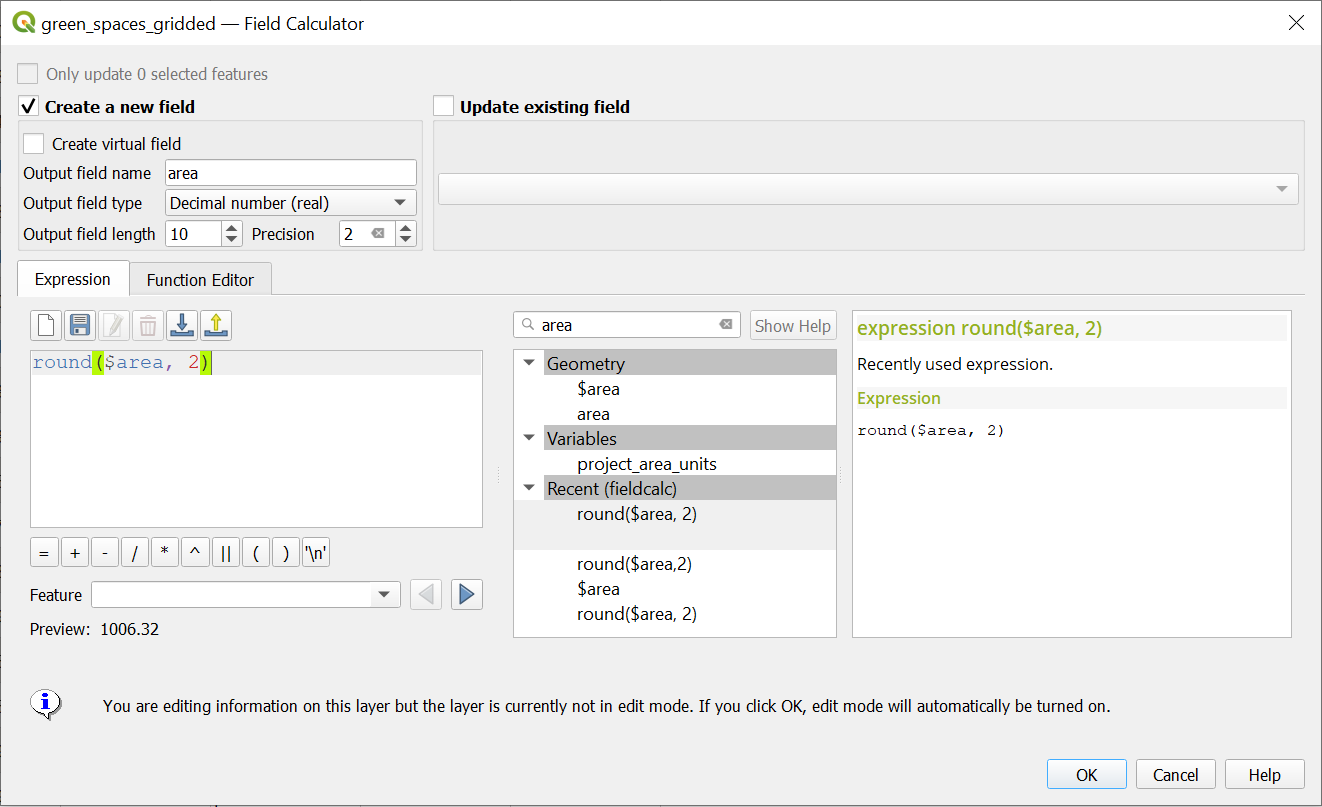 green_spaces_gridded — Field Calculator
Only update 0 selected features
Create a new field
Update existing field
Create virtual field
Output field name area
Output field type Decimal number (real)
Output field length 10 Precision 2
Expression Function Editor
area Show Help
round($area, 2)
= + - / * ^ || ( ) '\n'
Feature
Preview: 1006.32
Geometry
$area
area
Variables
project_area_units
Recent (fieldcalc)
round($area, 2)
round($area,2)
$area
round($area, 2)
expression round($area, 2)
Recently used expression.
Expression
round($area, 2)
You are editing information on this layer but the layer is currently not in edit mode. If you click OK, edit mode will automatically be turned on.
OK Cancel Help